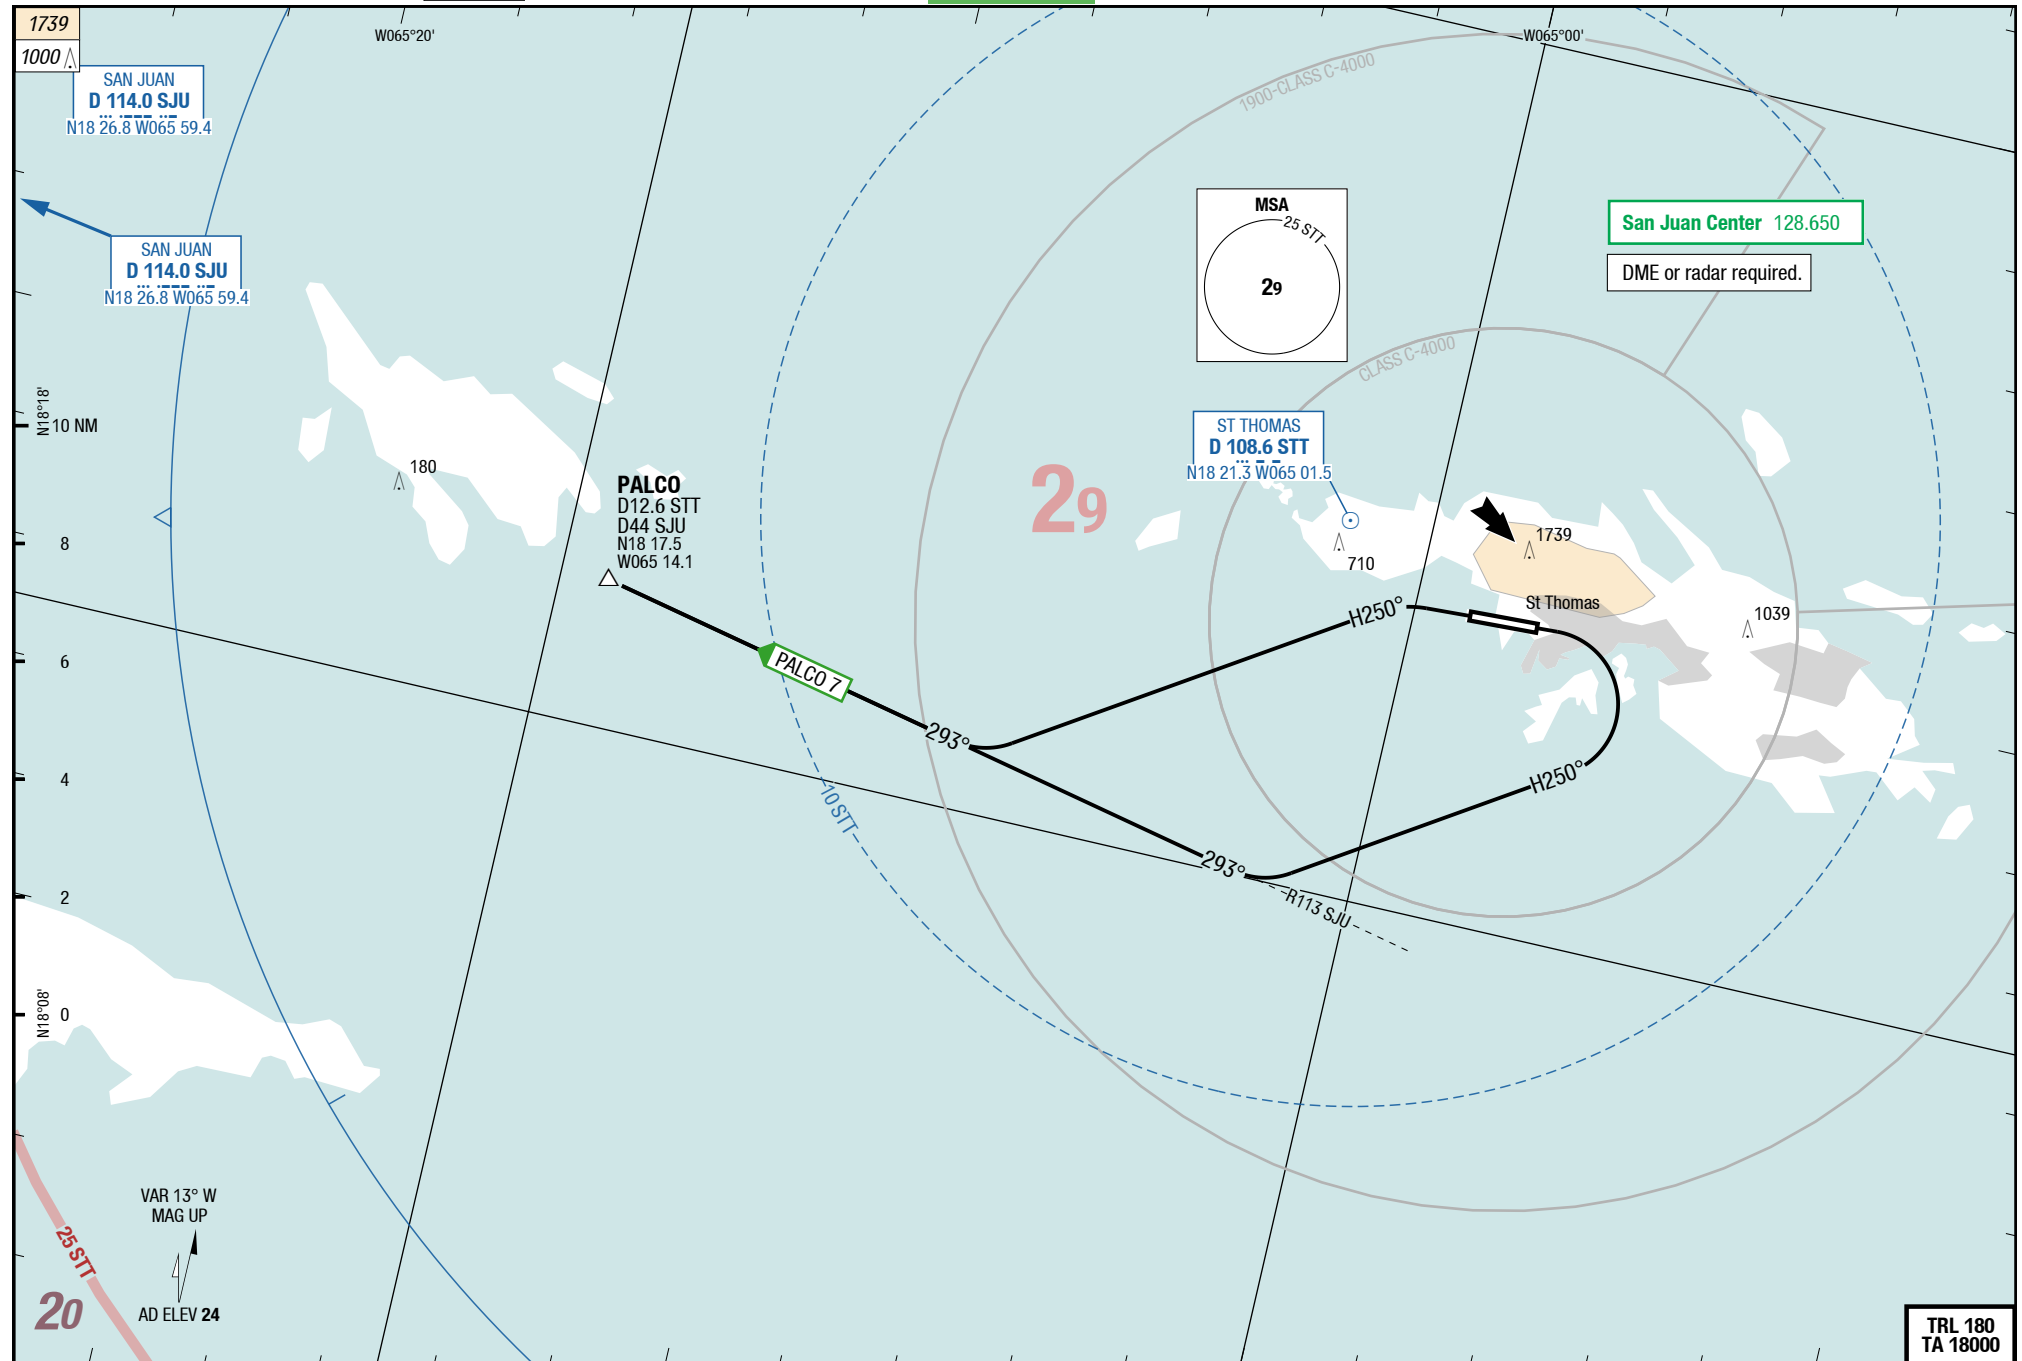 1739
1000
W065°20'
W065°00'
SAN JUAN
D 114.0 SJU
N18 26.8 W065 59.4
1900-CLASS C-4000
MSA
25 STT
29
San Juan Center 128.650
DME or radar required.
SAN JUAN
D 114.0 SJU
N18 26.8 W065 59.4
CLASS C-4000
N18°18'
10 NM
ST THOMAS
D 108.6 STT
N18 21.3 W065 01.5
180
PALCO
D12.6 STT
D44 SJU
N18 17.5
W065 14.1
29
8
1739
710
St Thomas
H250°
1039
6
PALCO 7
293°
4
H250°
10 STT
293°
2
R113 SJU
N18°08'
0
VAR 13° W
MAG UP
25 STT
AD ELEV 24
20
TRL 180
TA 18000